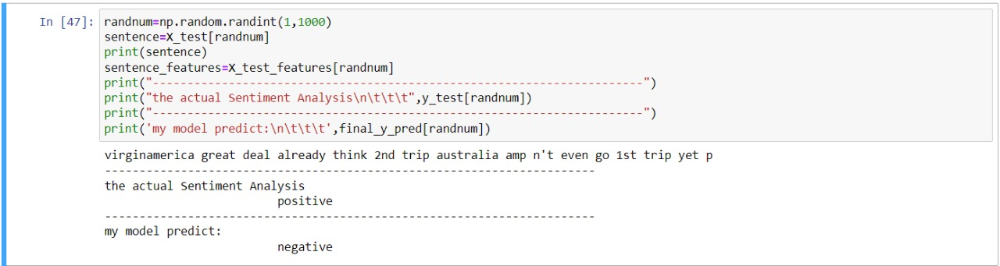 In [47]: randnum=np.random.randint(1,1000)
sentence=X_test[randnum]
print(sentence)
sentence_features=X_test_features[randnum]
print("-----------------------------------------------------------------------")
print("the actual Sentiment Analysis\n\t\t\t",y_test[randnum])
print("-----------------------------------------------------------------------")
print('my model predict:\n\t\t\t',final_y_pred[randnum])
virginamerica great deal already think 2nd trip australia amp n't even go 1st trip yet p
-----------------------------------------------------------------------
the actual Sentiment Analysis
positive
-----------------------------------------------------------------------
my model predict:
negative